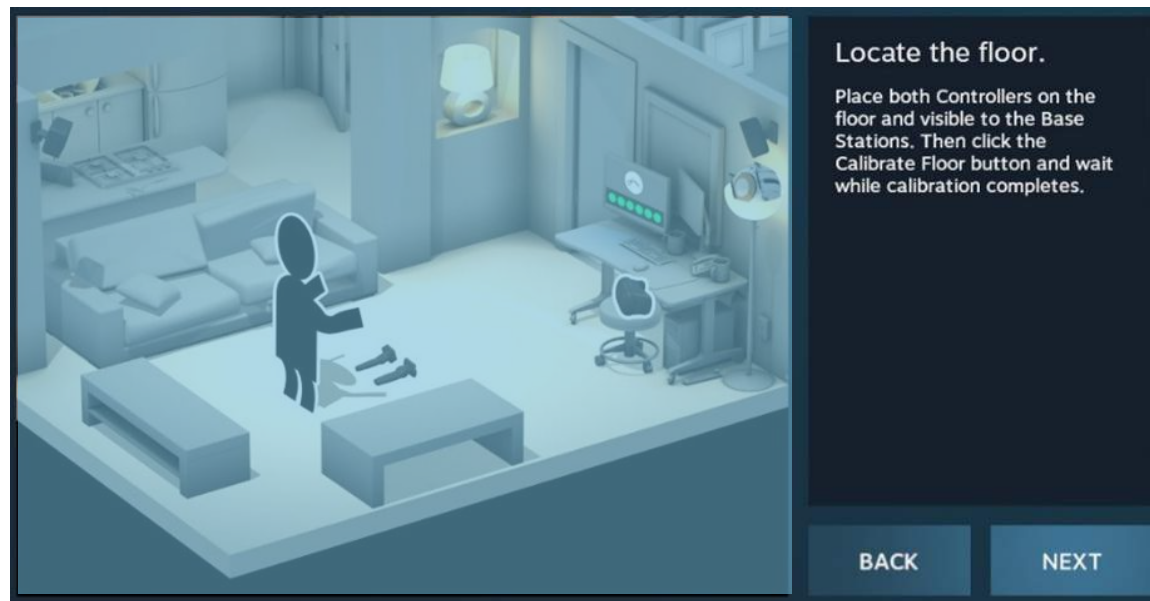 Locate the floor.
Place both Controllers on the
floor and visible to the Base
Stations. Then click the
Calibrate Floor button and wait
while calibration completes.
BACK
NEXT